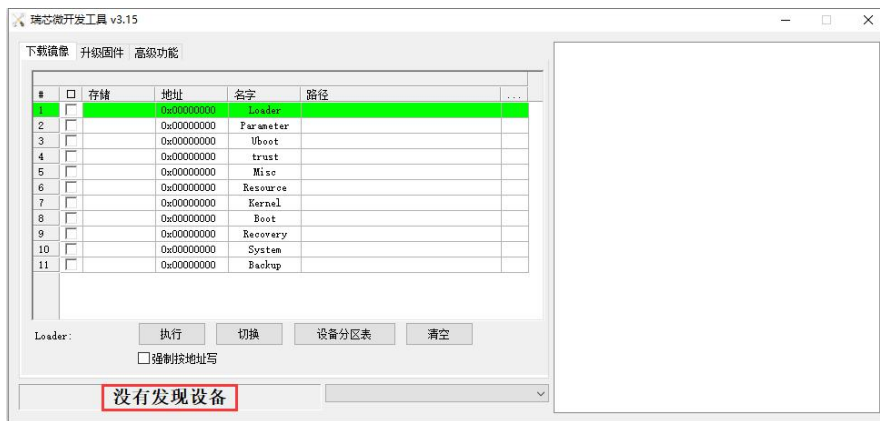 瑞芯微开发工具 v3.15
下载镜像 升级固件 高级功能
# 存储 地址 名字 路径 ...
1 0x00000000 Loader
2 0x00000000 Parameter
3 0x00000000 Uboot
4 0x00000000 trust
5 0x00000000 Misc
6 0x00000000 Resource
7 0x00000000 Kernel
8 0x00000000 Boot
9 0x00000000 Recovery
10 0x00000000 System
11 0x00000000 Backup
Loader: 执行 切换 设备分区表 清空
强制按地址写
没有发现设备